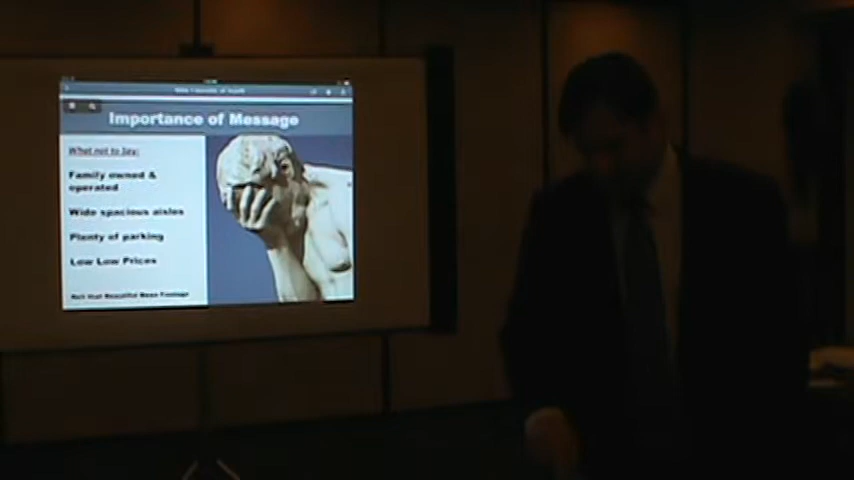 Importance of Message
What not to Say:
Family owned &
operated
Wide spacious aisles
Plenty of parking
Low Low Prices